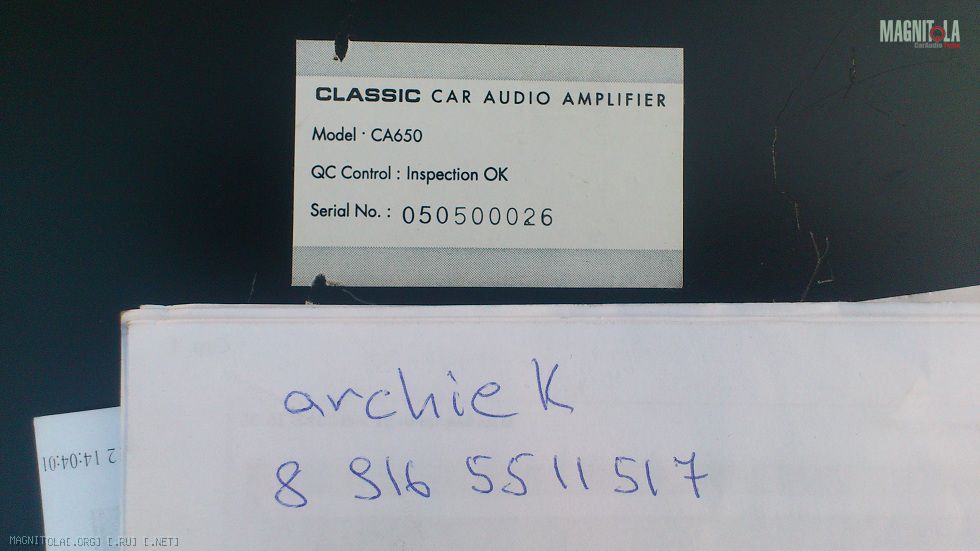 MAGNITOLA
CarAudio
CLASSIC CAR AUDIO AMPLIFIER
Model · CA650
QC Control : Inspection OK
Serial No. : 050500026
archiek
8 916 5511517
2 14:04:01
MAGNITOLA[.ORG] [.RU] [.NET]